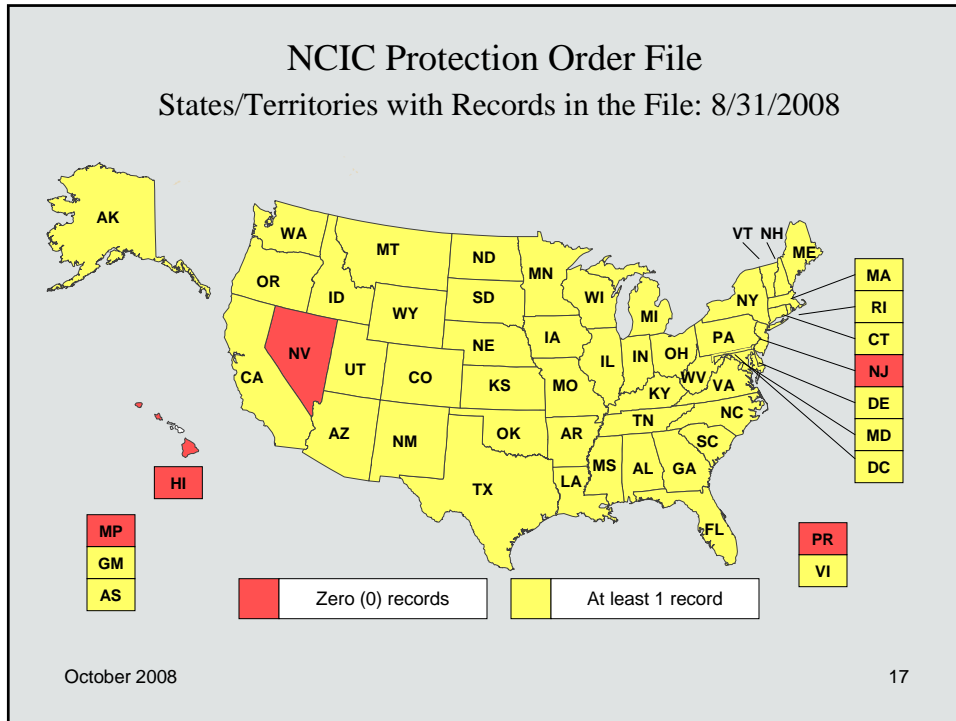 NCIC Protection Order File
States/Territories with Records in the File: 8/31/2008
AK
WA
MT
ND
MN
VT NH
ME
OR
ID
SD
WI
NY
MA
WY
MI
RI
IA
PA
CT
NE
NV
UT
CO
IL
IN
OH
NJ
CA
KS
MO
WV
VA
DE
KY
MD
NC
TN
AZ
NM
OK
AR
SC
DC
MS
AL
GA
HI
LA
TX
FL
MP
GM
AS
PR
VI
Zero (0) records
At least 1 record
October 2008
17